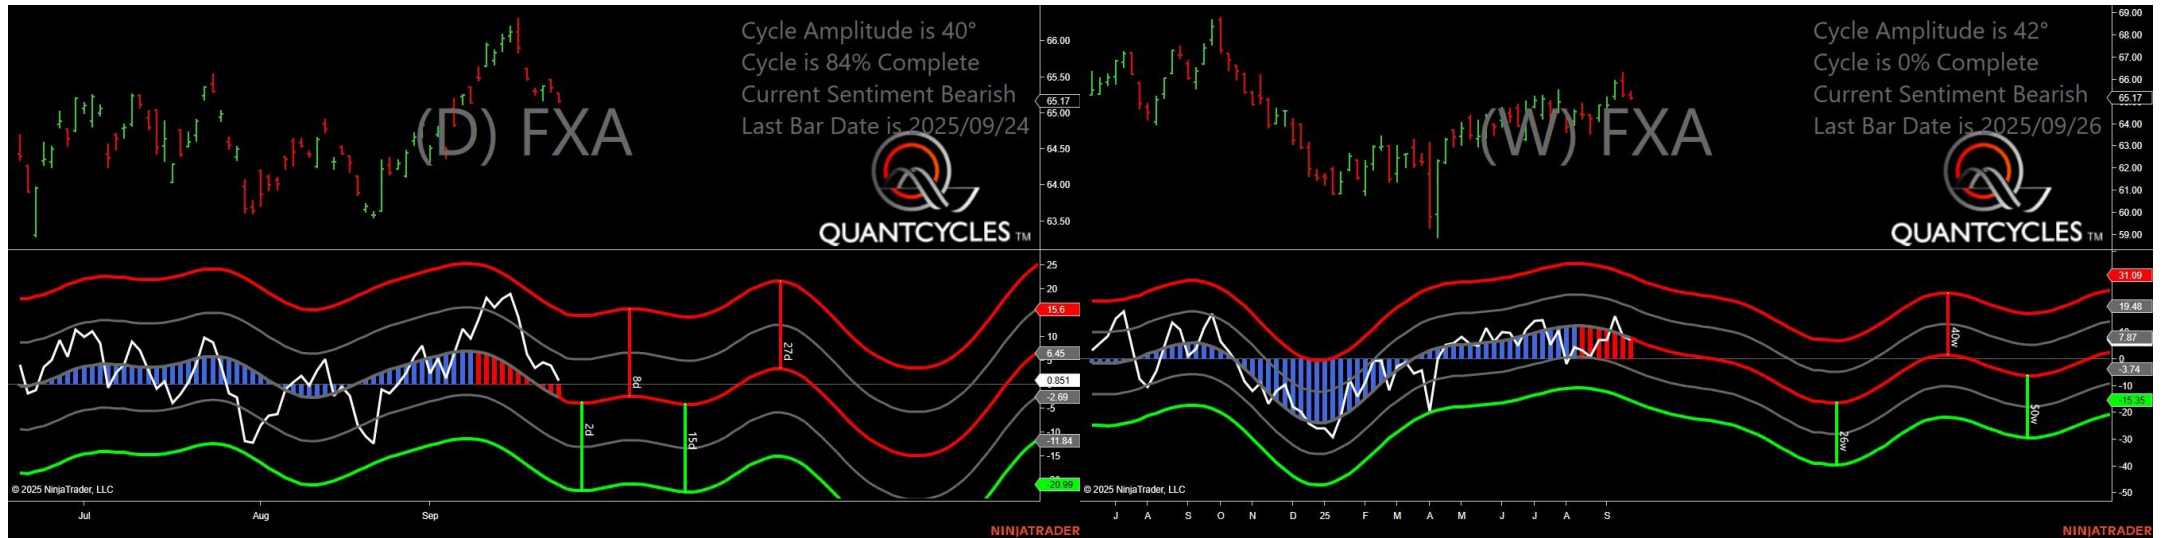 Cycle Amplitude is 40°
Cycle is 84% Complete
Current Sentiment Bearish
Last Bar Date is 2025/09/24
(D) FXA
QUANTCYCLES TM
66.00
65.50
65.17
65.00
64.50
64.00
63.50
25
20
15.6
10
6.45
0.851
-2.69
-5
-10
-11.84
-15
-20.99
8d
27d
2d
15d
© 2025 NinjaTrader, LLC
Jul
Aug
Sep
NINJATRADER
Cycle Amplitude is 42°
Cycle is 0% Complete
Current Sentiment Bearish
Last Bar Date is 2025/09/26
(W) FXA
QUANTCYCLES TM
69.00
68.00
67.00
66.00
65.17
64.00
63.00
62.00
61.00
60.00
59.00
31.09
19.48
7.87
0
-3.74
-10
-15.35
-20
-30
-40
-50
40w
26w
50w
© 2025 NinjaTrader, LLC
J A S O N D 25 F M A M J J A S
NINJATRADER